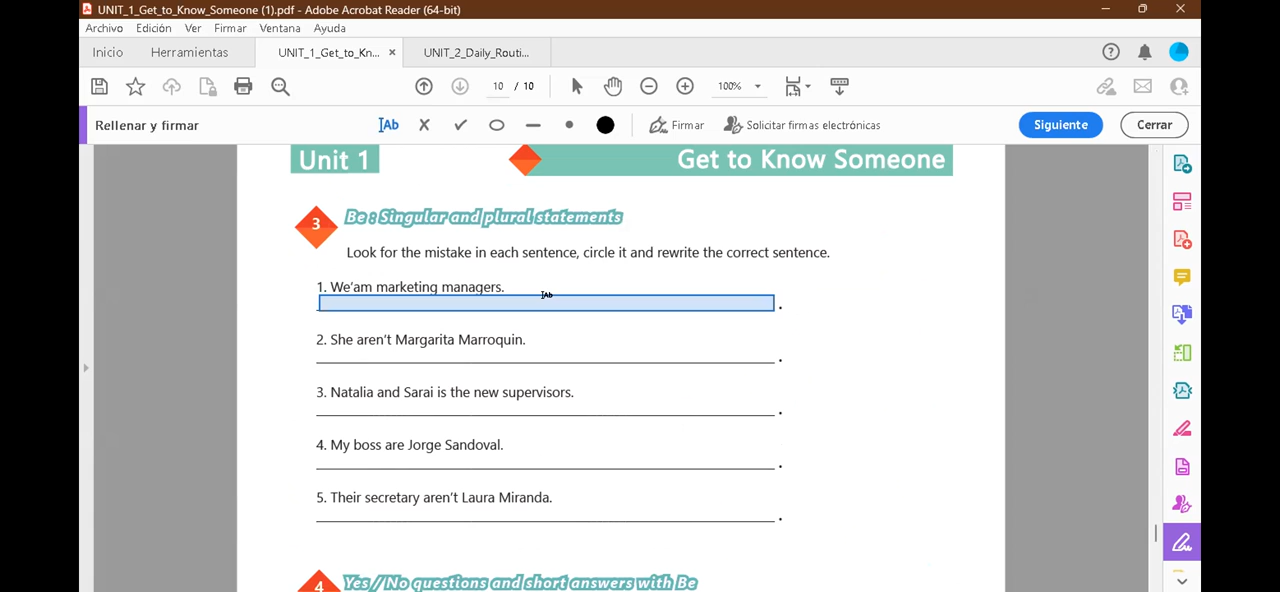 UNIT_1_Get_to_Know_Someone (1).pdf - Adobe Acrobat Reader (64-bit)
Archivo Edición Ver Firmar Ventana Ayuda
Inicio Herramientas UNIT_1_Get_to_Kn... × UNIT_2_Daily_Routi...
10 / 10 100%
Rellenar y firmar Ab Firmar Solicitar firmas electrónicas Siguiente Cerrar
Unit 1 Get to Know Someone
3 Be : Singular and plural statements
Look for the mistake in each sentence, circle it and rewrite the correct sentence.
1. We'am marketing managers.
Ab
.
2. She aren't Margarita Marroquin.
.
3. Natalia and Sarai is the new supervisors.
.
4. My boss are Jorge Sandoval.
.
5. Their secretary aren't Laura Miranda.
.
4 Yes/No questions and short answers with Be